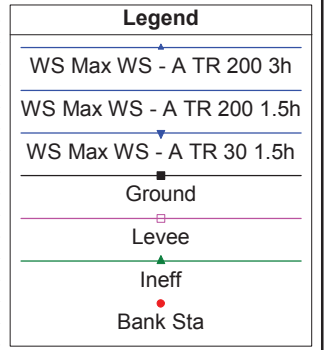 Legend
WS Max WS - A TR 200 3h
WS Max WS - A TR 200 1.5h
WS Max WS - A TR 30 1.5h
Ground
Levee
Ineff
Bank Sta